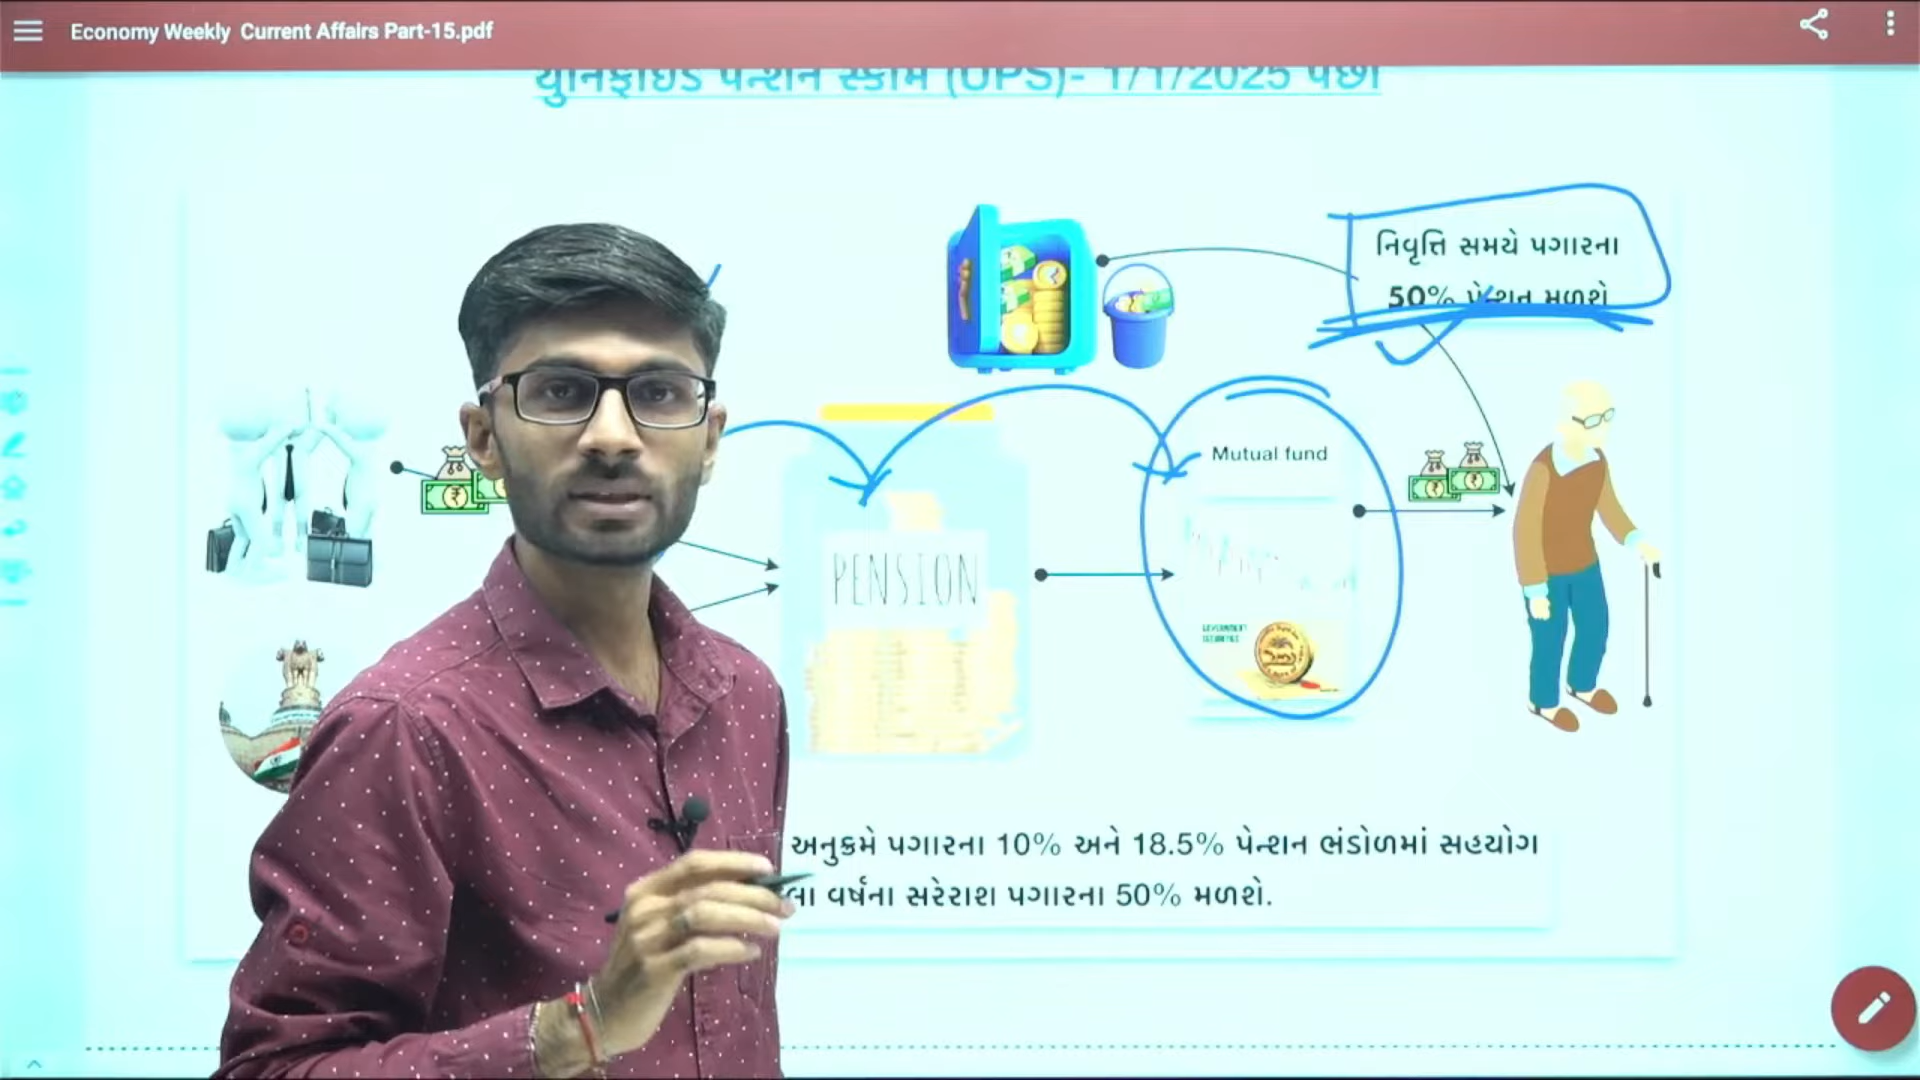 Economy Weekly Current Affairs Part-15.pdf
યુનિફાઇડ પેન્શન સ્કીમ (UPS)- 1/1/2025 પછી
નિવૃત્તિ સમયે પગારના
50% પેન્શન મળશે
Mutual fund
PENSION
GOVERNMENT
SECURITIES
અનુક્રમે પગારના 10% અને 18.5% પેન્શન ભંડોળમાં સહયોગ
વર્ષના સરેરાશ પગારના 50% મળશે.